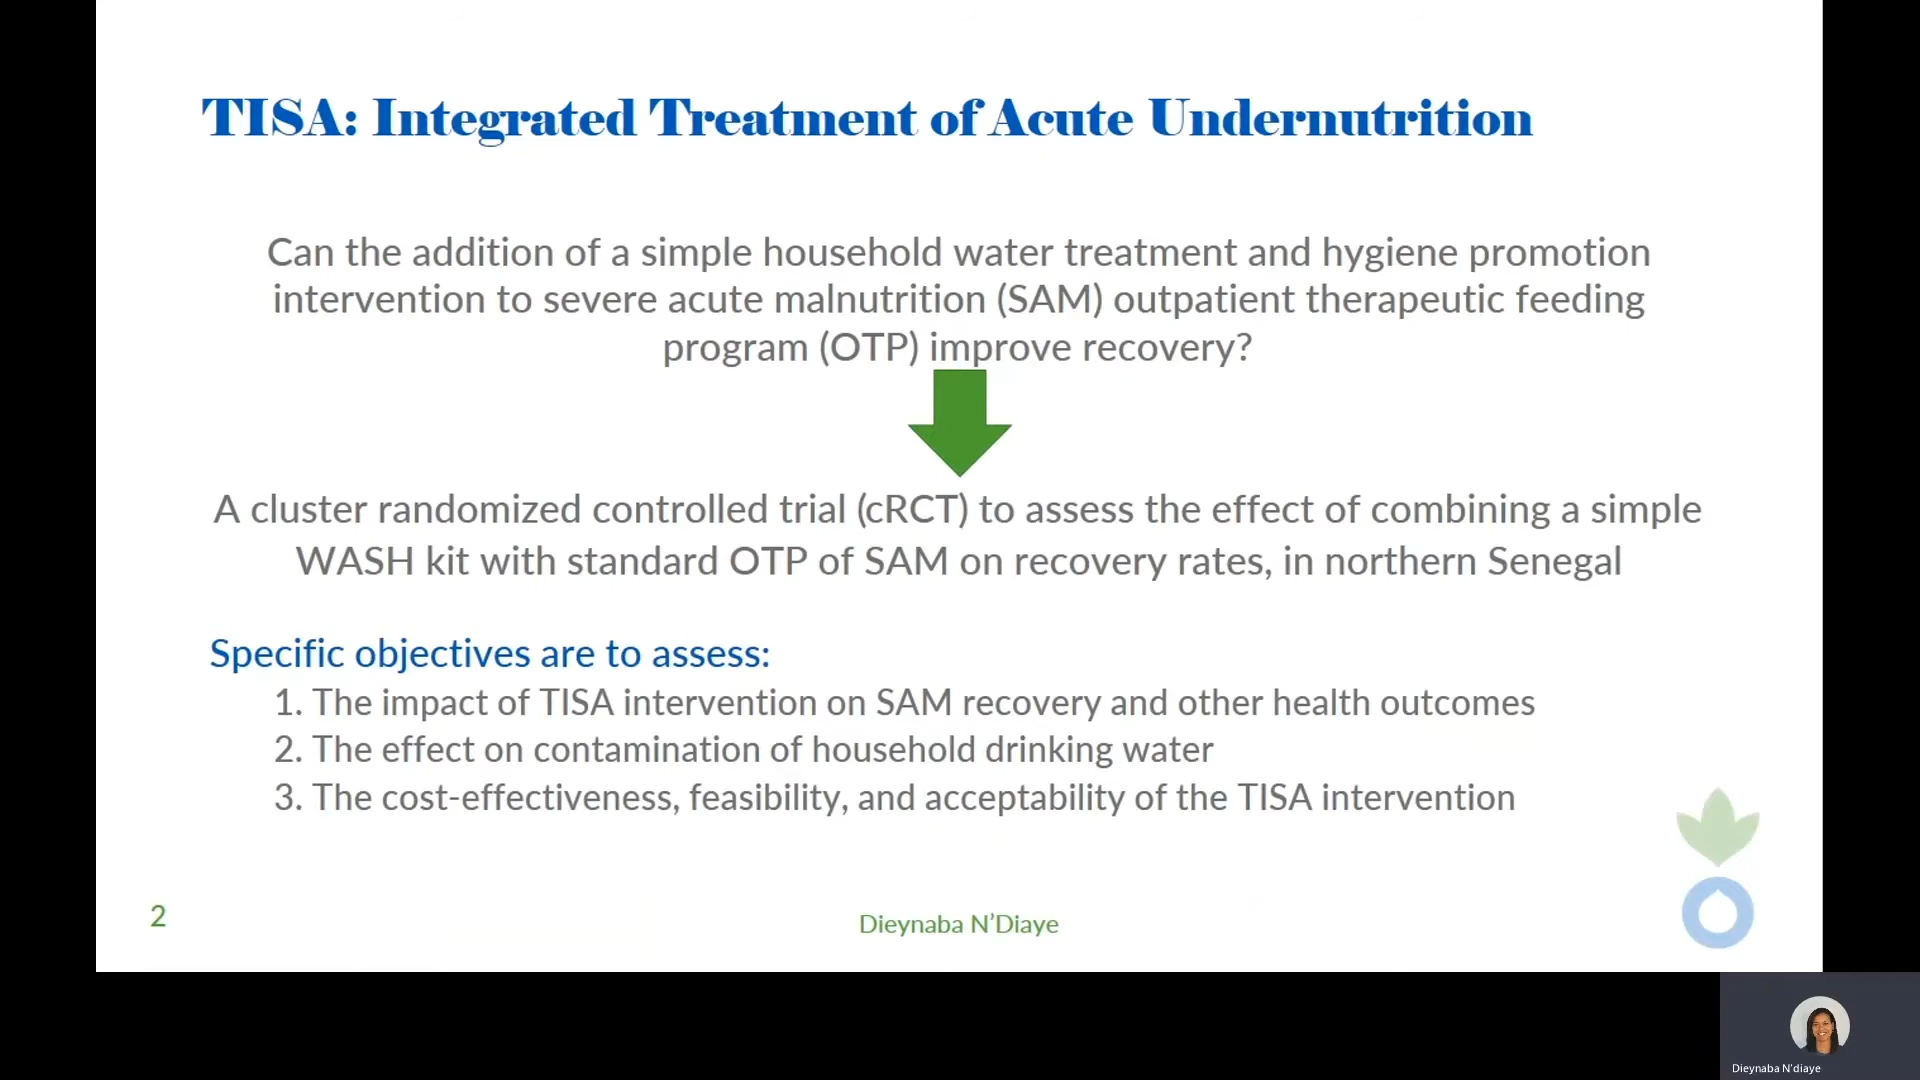 TISA: Integrated Treatment of Acute Undernutrition
Can the addition of a simple household water treatment and hygiene promotion
intervention to severe acute malnutrition (SAM) outpatient therapeutic feeding
program (OTP) improve recovery?
A cluster randomized controlled trial (cRCT) to assess the effect of combining a simple
WASH kit with standard OTP of SAM on recovery rates, in northern Senegal
Specific objectives are to assess:
1. The impact of TISA intervention on SAM recovery and other health outcomes
2. The effect on contamination of household drinking water
3. The cost-effectiveness, feasibility, and acceptability of the TISA intervention
2
Dieynaba N’Diaye
Dieynaba N'diaye